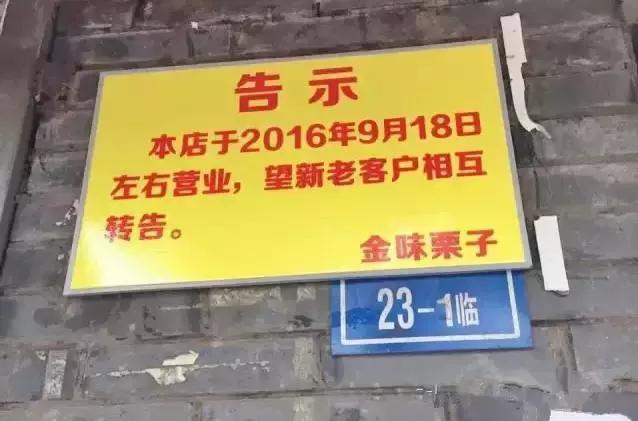 告示
本店于2016年9月18日
左右营业，望新老客户相互
转告。
金味栗子
23-1临